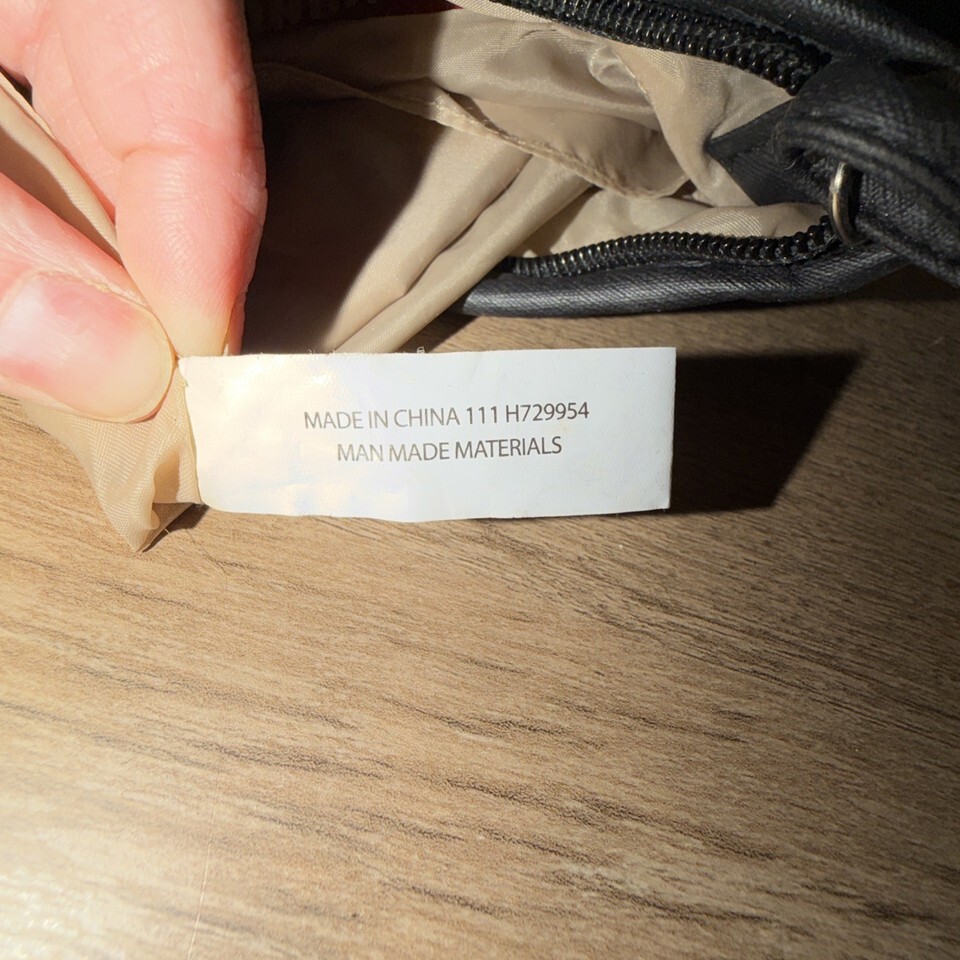 MADE IN CHINA 111 H729954
MAN MADE MATERIALS